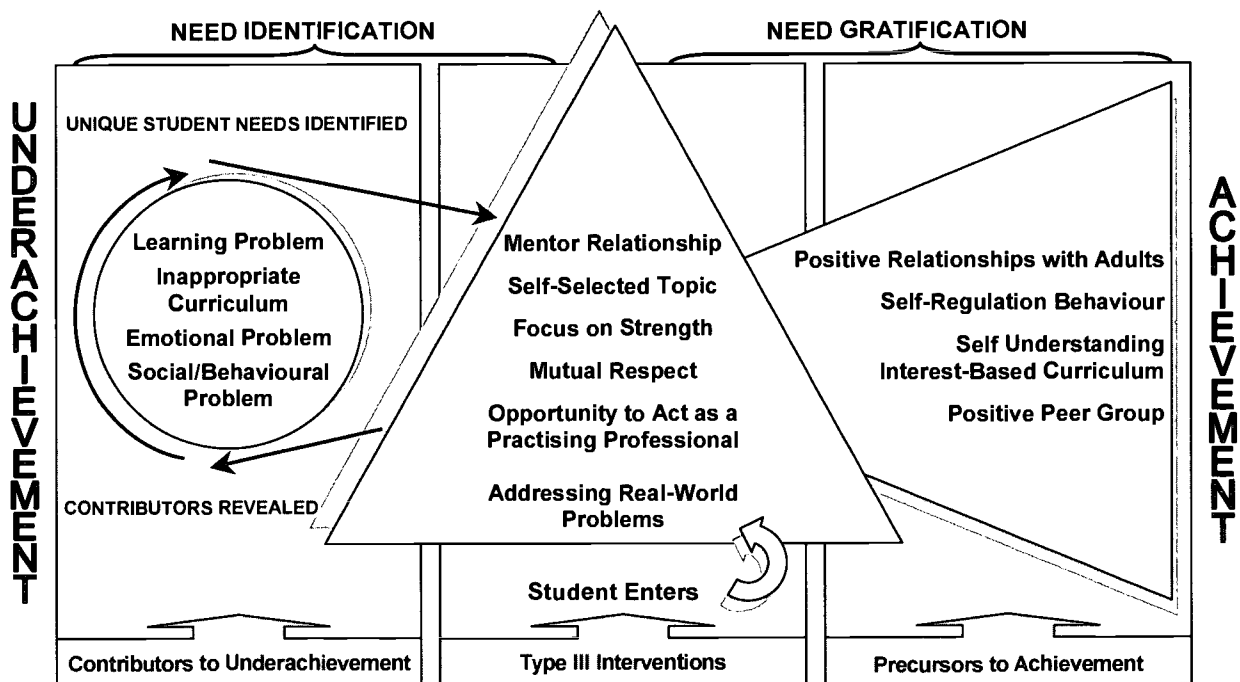 NEED IDENTIFICATION
NEED GRATIFICATION
UNDERACHIEVEMENT
UNIQUE STUDENT NEEDS IDENTIFIED
Learning Problem
Inappropriate
Curriculum
Emotional Problem
Social/Behavioural
Problem
CONTRIBUTORS REVEALED
Mentor Relationship
Self-Selected Topic
Focus on Strength
Mutual Respect
Opportunity to Act as a
Practising Professional
Addressing Real-World
Problems
Student Enters
Positive Relationships with Adults
Self-Regulation Behaviour
Self Understanding
Interest-Based Curriculum
Positive Peer Group
ACHIEVEMENT
Contributors to Underachievement
Type III Interventions
Precursors to Achievement